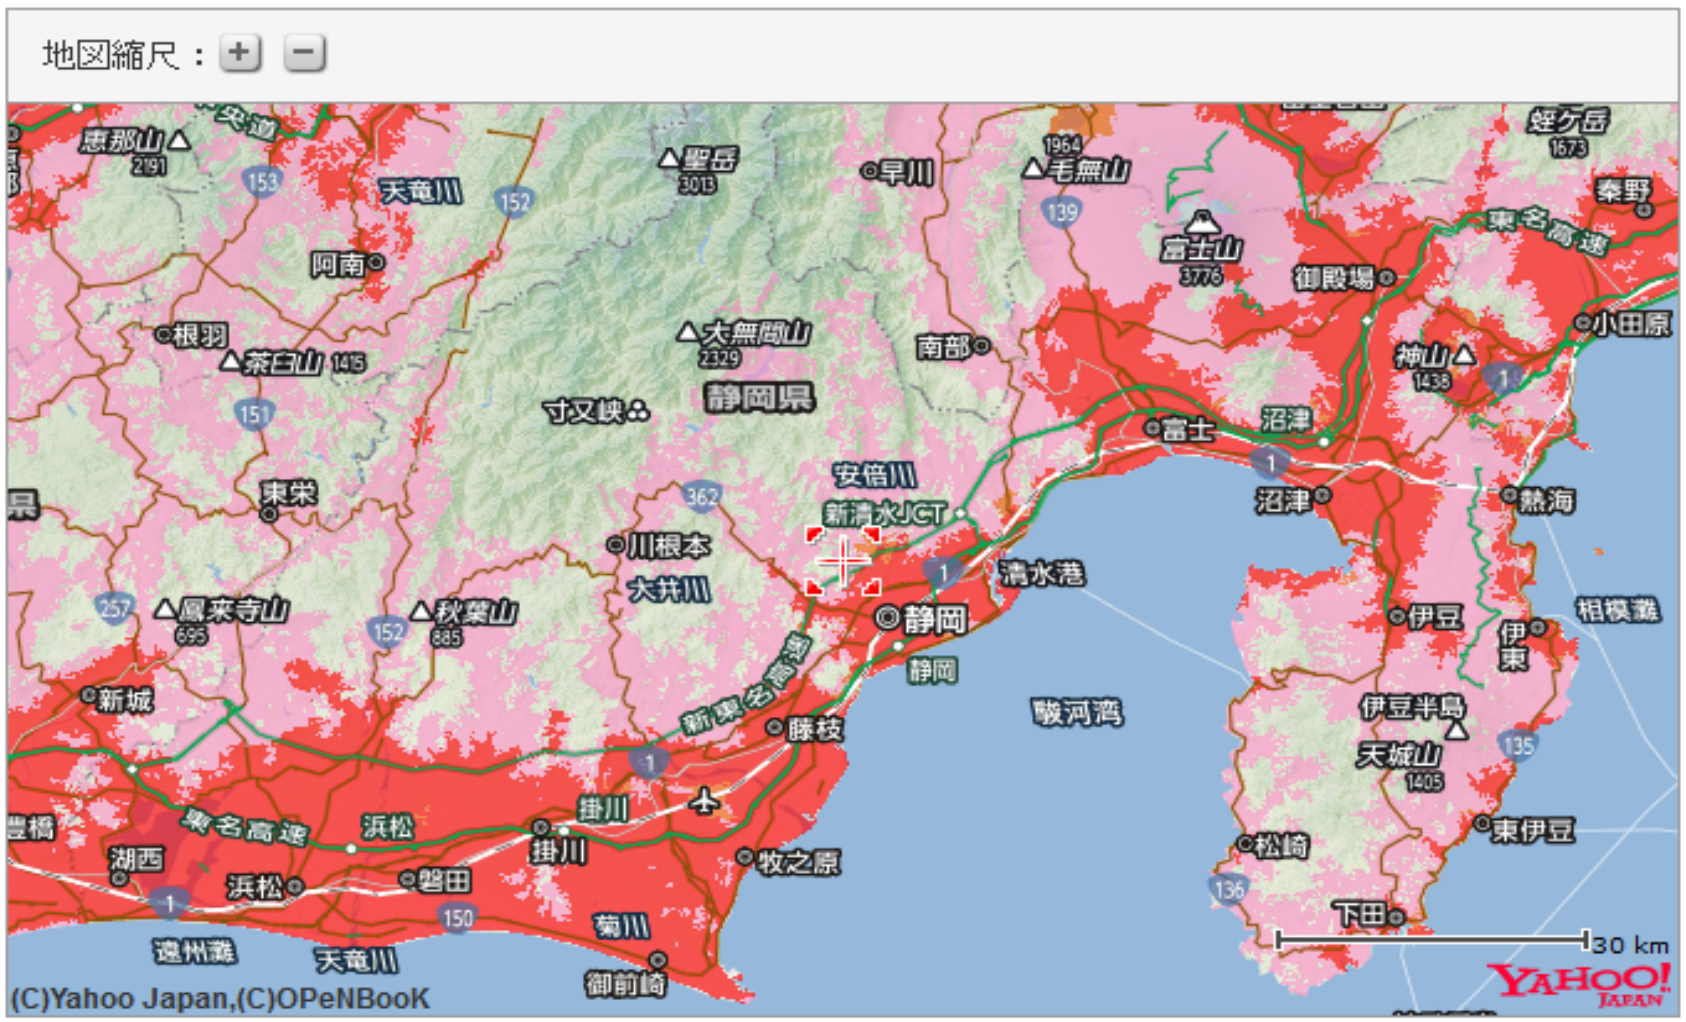 地図縮尺：
+
−
中央道
恵那山
2191
153
天竜川
152
聖岳
3013
早川
1964
毛無山
139
蛭ケ岳
1673
秦野
東名高速
富士山
3776
御殿場
阿南
根羽
茶臼山 1415
大無間山
2329
静岡県
南部
小田原
神山
1438
1
151
寸又峡
富士
沼津
1
安倍川
362
新清水JCT
沼津
熱海
県
東栄
川根本
大井川
1
清水港
257
鳳来寺山
695
152
秋葉山
885
静岡
静岡
伊豆
伊東
相模灘
新城
新東名高速
藤枝
駿河湾
伊豆半島
天城山
1405
135
1
豊橋
東名高速
浜松
掛川
掛川
湖西
浜松
磐田
牧之原
松崎
東伊豆
136
1
150
菊川
下田
遠州灘
天竜川
御前崎
30 km
YAHOO!
JAPAN
(C)Yahoo Japan,(C)OPeNBooK